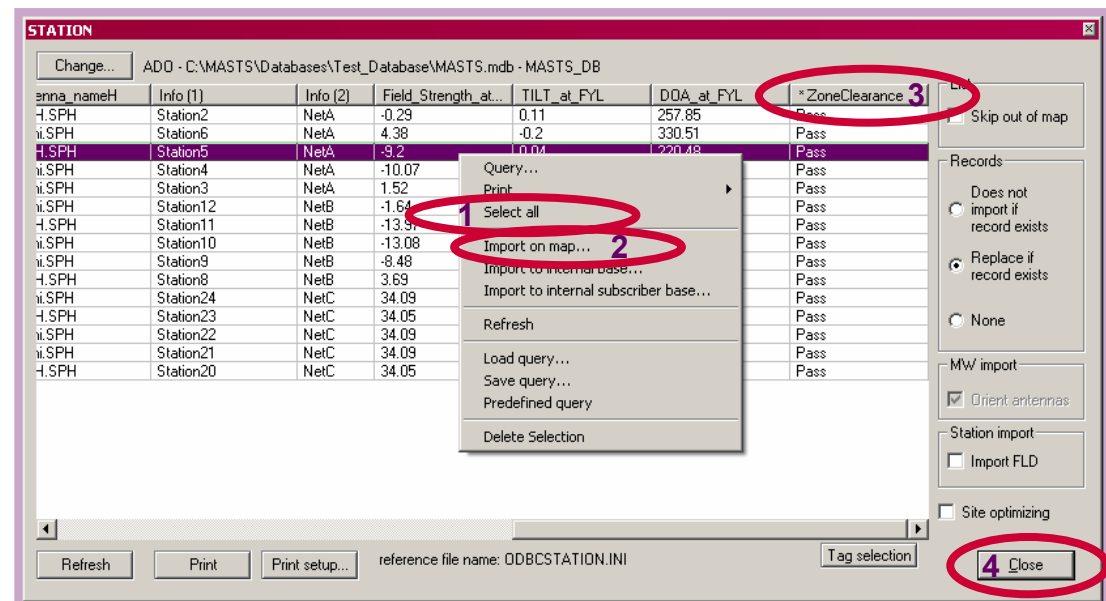 STATION
Change... ADO - C:\MASTS\Databases\Test_Database\MASTS.mdb - MASTS_DB
enna_nameH Info (1) Info (2) Field_Strength_at... TILT_at_FYL DOA_at_FYL *ZoneClearance 3
H.SPH Station2 NetA -0.29 0.11 257.85 Pass
ni.SPH Station6 NetA 4.38 -0.2 330.51 Pass
H.SPH Station5 NetA -9.2 0.04 220.48 Pass
ni.SPH Station4 NetA -10.07 Pass
ni.SPH Station3 NetA 1.52 Pass
ni.SPH Station12 NetB -1.64 Pass
H.SPH Station11 NetB -13.97 Pass
ni.SPH Station10 NetB -13.08 Pass
ni.SPH Station9 NetB -8.48 Pass
H.SPH Station8 NetB 3.69 Pass
ni.SPH Station24 NetC 34.09 Pass
H.SPH Station23 NetC 34.05 Pass
ni.SPH Station22 NetC 34.09 Pass
ni.SPH Station21 NetC 34.09 Pass
H.SPH Station20 NetC 34.05 Pass
Query...
Print
1 Select all
Import on map... 2
Import to internal base...
Import to internal subscriber base...
Refresh
Load query...
Save query...
Predefined query
Delete Selection
List
Skip out of map
Records
Does not
import if
record exists
Replace if
record exists
None
MW import
Orient antennas
Station import
Import FLD
Site optimizing
Refresh Print Print setup... reference file name: ODBCSTATION.INI Tag selection 4 Close